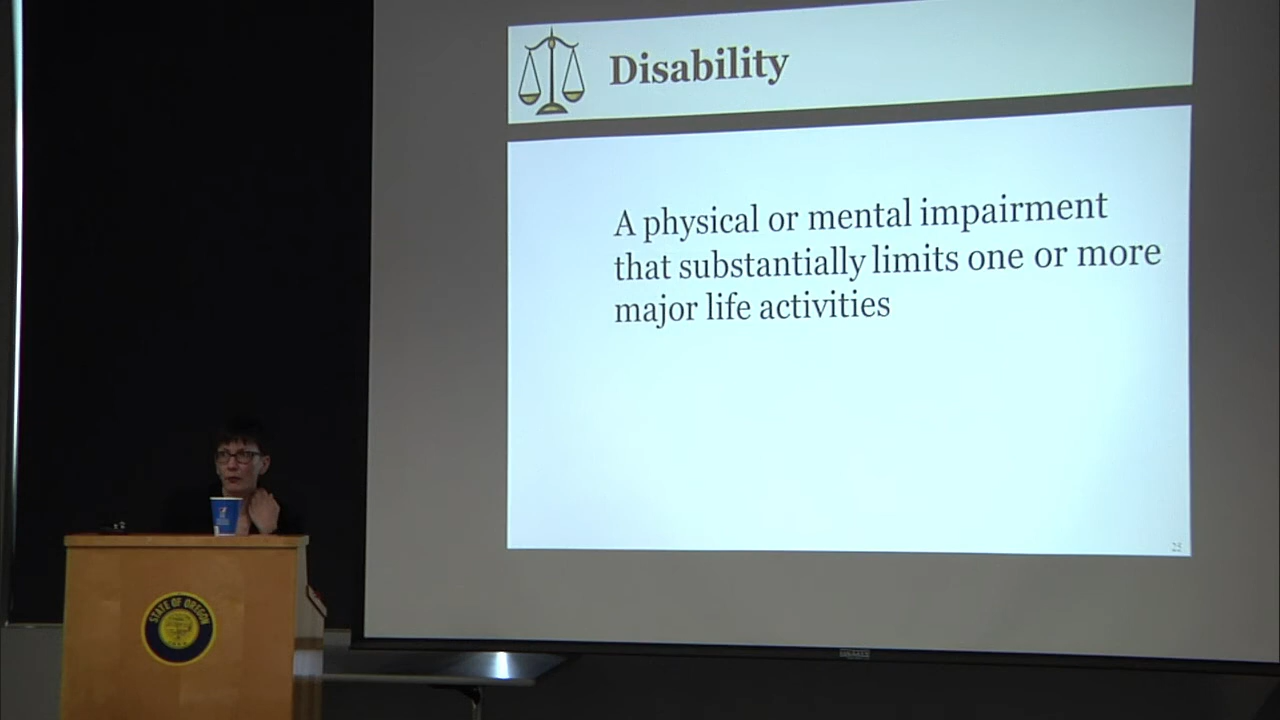 Disability
A physical or mental impairment
that substantially limits one or more
major life activities
STATE OF OREGON